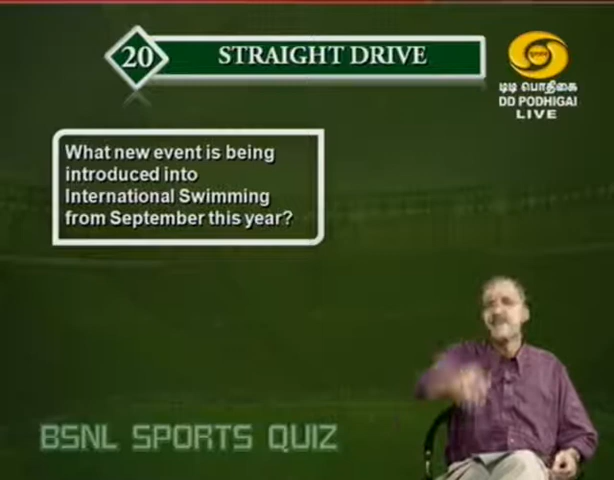 20 STRAIGHT DRIVE
டிடி பொதிகை
DD PODHIGAI
LIVE
What new event is being
introduced into
International Swimming
from September this year?
BSNL SPORTS QUIZ